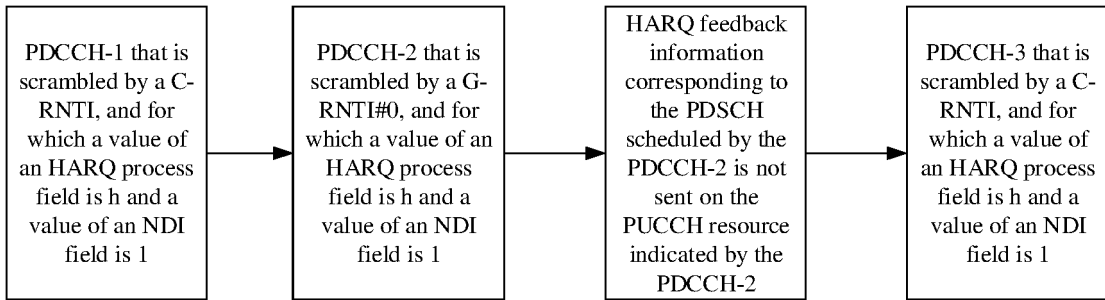 PDCCH-1 that is
scrambled by a C-
RNTI, and for
which a value of
an HARQ process
field is h and a
value of an NDI
field is 1
PDCCH-2 that is
scrambled by a G-
RNTI#0, and for
which a value of an
HARQ process
field is h and a
value of an NDI
field is 1
HARQ feedback
information
corresponding to
the PDSCH
scheduled by the
PDCCH-2 is not
sent on the
PUCCH resource
indicated by the
PDCCH-2
PDCCH-3 that is
scrambled by a C-
RNTI, and for
which a value of
an HARQ process
field is h and a
value of an NDI
field is 1